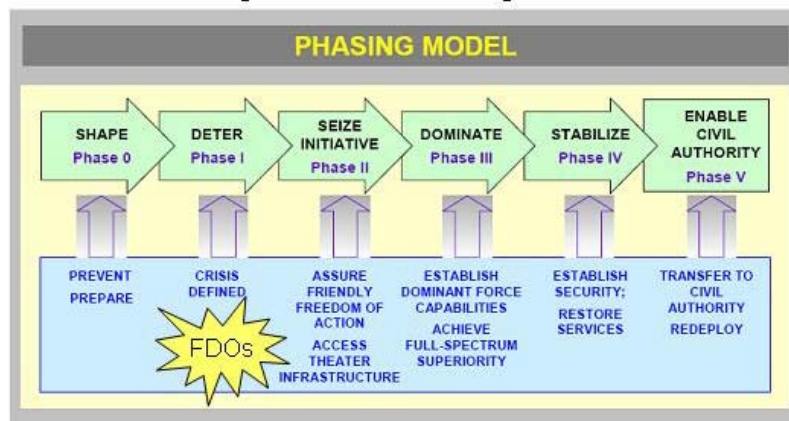 PHASING MODEL
SHAPE
Phase 0
DETER
Phase I
SEIZE
INITIATIVE
Phase II
DOMINATE
Phase III
STABILIZE
Phase IV
ENABLE
CIVIL
AUTHORITY
Phase V
PREVENT
PREPARE
CRISIS
DEFINED
FDOs
ASSURE
FRIENDLY
FREEDOM OF
ACTION
ACCESS
THEATER
INFRASTRUCTURE
ESTABLISH
DOMINANT FORCE
CAPABILITIES
ACHIEVE
FULL-SPECTRUM
SUPERIORITY
ESTABLISH
SECURITY;
RESTORE
SERVICES
TRANSFER TO
CIVIL
AUTHORITY
REDEPLOY